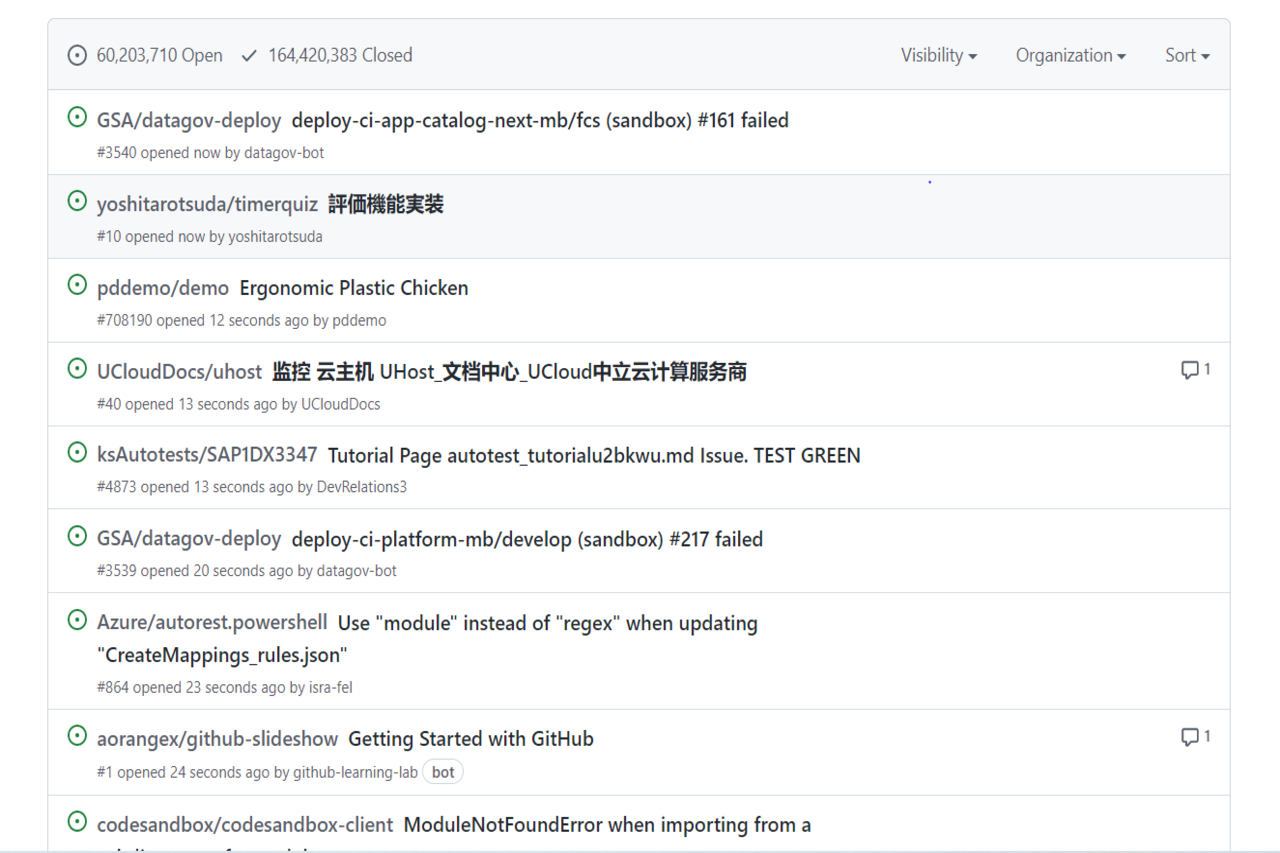 60,203,710 Open 164,420,383 Closed Visibility Organization Sort
GSA/datagov-deploy deploy-ci-app-catalog-next-mb/fcs (sandbox) #161 failed
#3540 opened now by datagov-bot
yoshitarotsuda/timerquiz 評価機能実装
#10 opened now by yoshitarotsuda
pddemo/demo Ergonomic Plastic Chicken
#708190 opened 12 seconds ago by pddemo
UCloudDocs/uhost 监控 云主机 UHost_文档中心_UCloud中立云计算服务商 1
#40 opened 13 seconds ago by UCloudDocs
ksAutotests/SAP1DX3347 Tutorial Page autotest_tutorialu2bkwu.md Issue. TEST GREEN
#4873 opened 13 seconds ago by DevRelations3
GSA/datagov-deploy deploy-ci-platform-mb/develop (sandbox) #217 failed
#3539 opened 20 seconds ago by datagov-bot
Azure/autorest.powershell Use "module" instead of "regex" when updating
"CreateMappings_rules.json"
#864 opened 23 seconds ago by isra-fel
aorangex/github-slideshow Getting Started with GitHub 1
#1 opened 24 seconds ago by github-learning-lab bot
codesandbox/codesandbox-client ModuleNotFoundError when importing from a